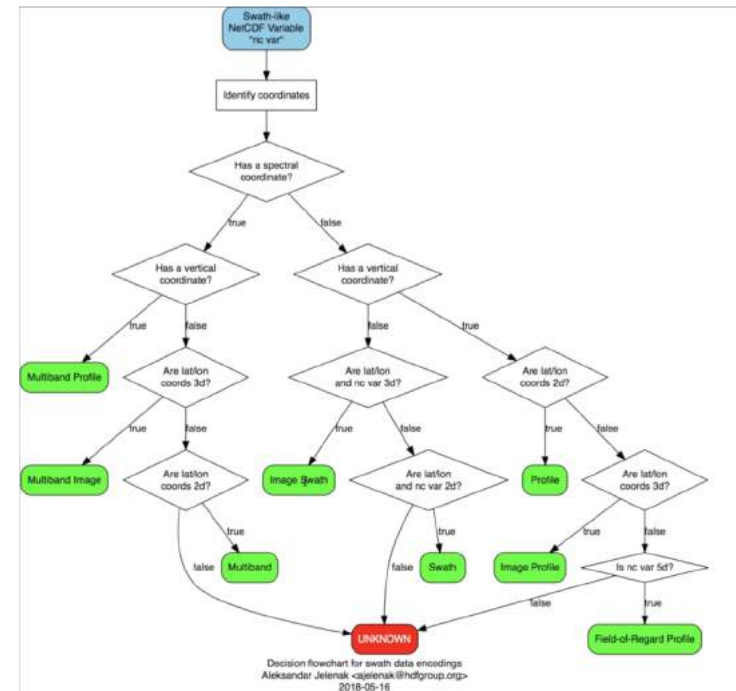 Swath-like
NetCDF Variable
"nc var"
Identify coordinates
Has a spectral
coordinate?
true
false
Has a vertical
coordinate?
Has a vertical
coordinate?
true
false
false
true
Multiband Profile
Are lat/lon
coords 3d?
Are lat/lon
and nc var 3d?
Are lat/lon
coords 2d?
true
false
true
false
true
false
Multiband Image
Are lat/lon
coords 2d?
Image Swath
Are lat/lon
and nc var 2d?
Profile
Are lat/lon
coords 3d?
true
true
true
false
false
Multiband
false
Swath
Image Profile
Is nc var 5d?
false
true
UNKNOWN
Field-of-Regard Profile
Decision flowchart for swath data encodings
Aleksandar Jelenak <ajelenak@hdfgroup.org>
2018-05-16